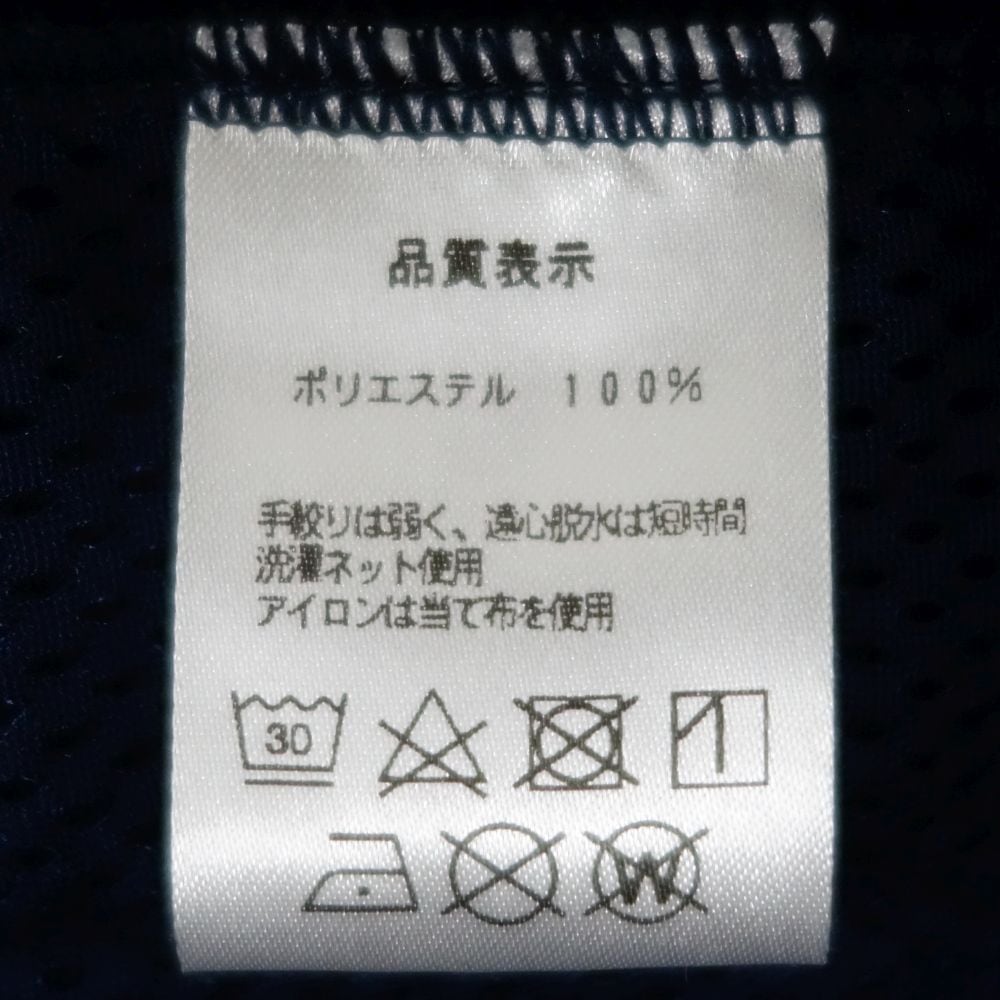 品質表示
ポリエステル 100%
手絞りは弱く、遠心脱水は短時間
洗濯ネット使用
アイロンは当て布を使用
30
W